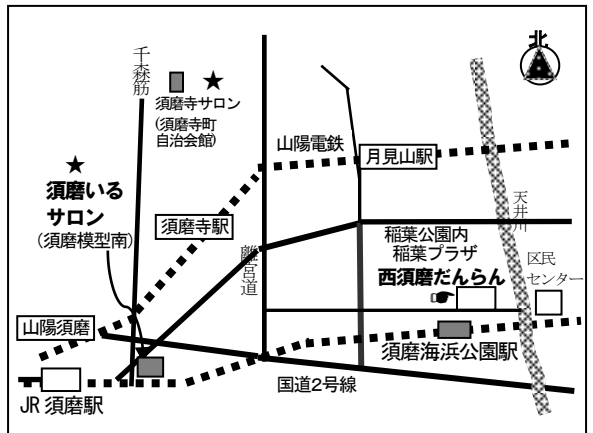 北
千森筋
須磨寺サロン
(須磨寺町
自治会館)
山陽電鉄
月見山駅
須磨いる
サロン
(須磨模型南)
須磨寺駅
離宮道
天井川
稲葉公園内
稲葉プラザ
区民
センター
西須磨だんらん
山陽須磨
須磨海浜公園駅
国道2号線
JR 須磨駅